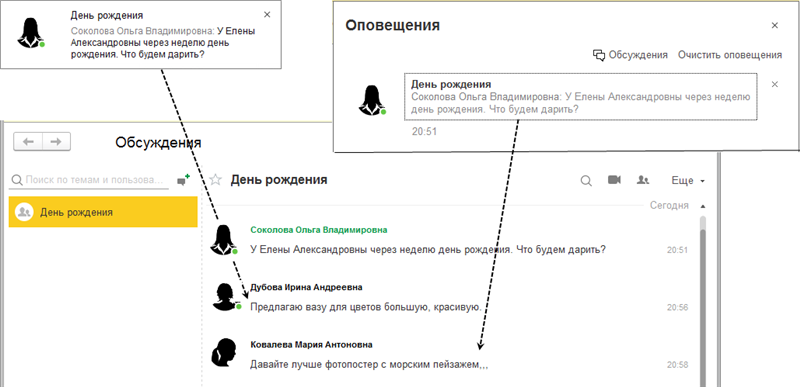 День рождения
Соколова Ольга Владимировна: У Елены
Александровны через неделю день
рождения. Что будем дарить?
Оповещения
Обсуждения Очистить оповещения
День рождения
Соколова Ольга Владимировна: У Елены Александровны через неделю
день рождения. Что будем дарить?
20:51
Обсуждения
Поиск по темам и пользова...
День рождения
Еще
День рождения
Сегодня
Соколова Ольга Владимировна
У Елены Александровны через неделю день рождения. Что будем дарить?
20:51
Дубова Ирина Андреевна
Предлагаю вазу для цветов большую, красивую.
20:56
Ковалева Мария Антоновна
Давайте лучше фотопостер с морским пейзажем,,,
20:58